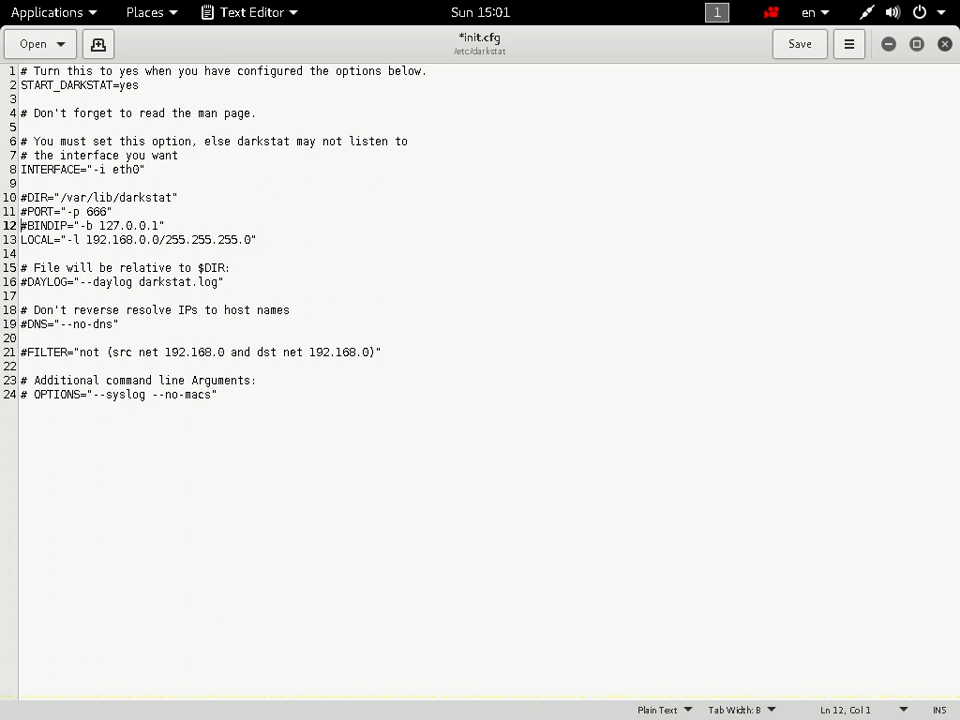 Applications Places Text Editor Sun 15:01 1 en
Open *init.cfg Save
/etc/darkstat
1 # Turn this to yes when you have configured the options below.
2 START_DARKSTAT=yes
3
4 # Don't forget to read the man page.
5
6 # You must set this option, else darkstat may not listen to
7 # the interface you want
8 INTERFACE="-i eth0"
9
10 #DIR="/var/lib/darkstat"
11 #PORT="-p 666"
12 #BINDIP="-b 127.0.0.1"
13 LOCAL="-l 192.168.0.0/255.255.255.0"
14
15 # File will be relative to $DIR:
16 #DAYLOG="--daylog darkstat.log"
17
18 # Don't reverse resolve IPs to host names
19 #DNS="--no-dns"
20
21 #FILTER="not (src net 192.168.0 and dst net 192.168.0)"
22
23 # Additional command line Arguments:
24 # OPTIONS="--syslog --no-macs"
Plain Text Tab Width: 8 Ln 12, Col 1 INS